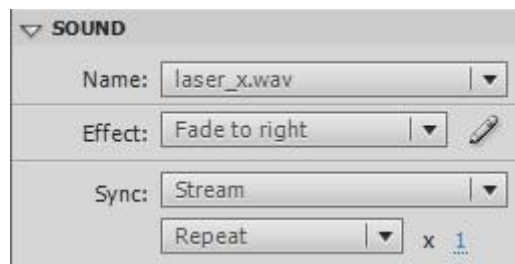 SOUND
Name: laser_x.wav
Effect: Fade to right
Sync: Stream
Repeat x 1